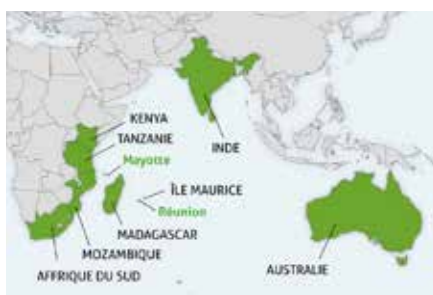 KENYA
TANZANIE
Mayotte
INDE
ÎLE MAURICE
Réunion
MADAGASCAR
MOZAMBIQUE
AFFRIQUE DU SUD
AUSTRALIE